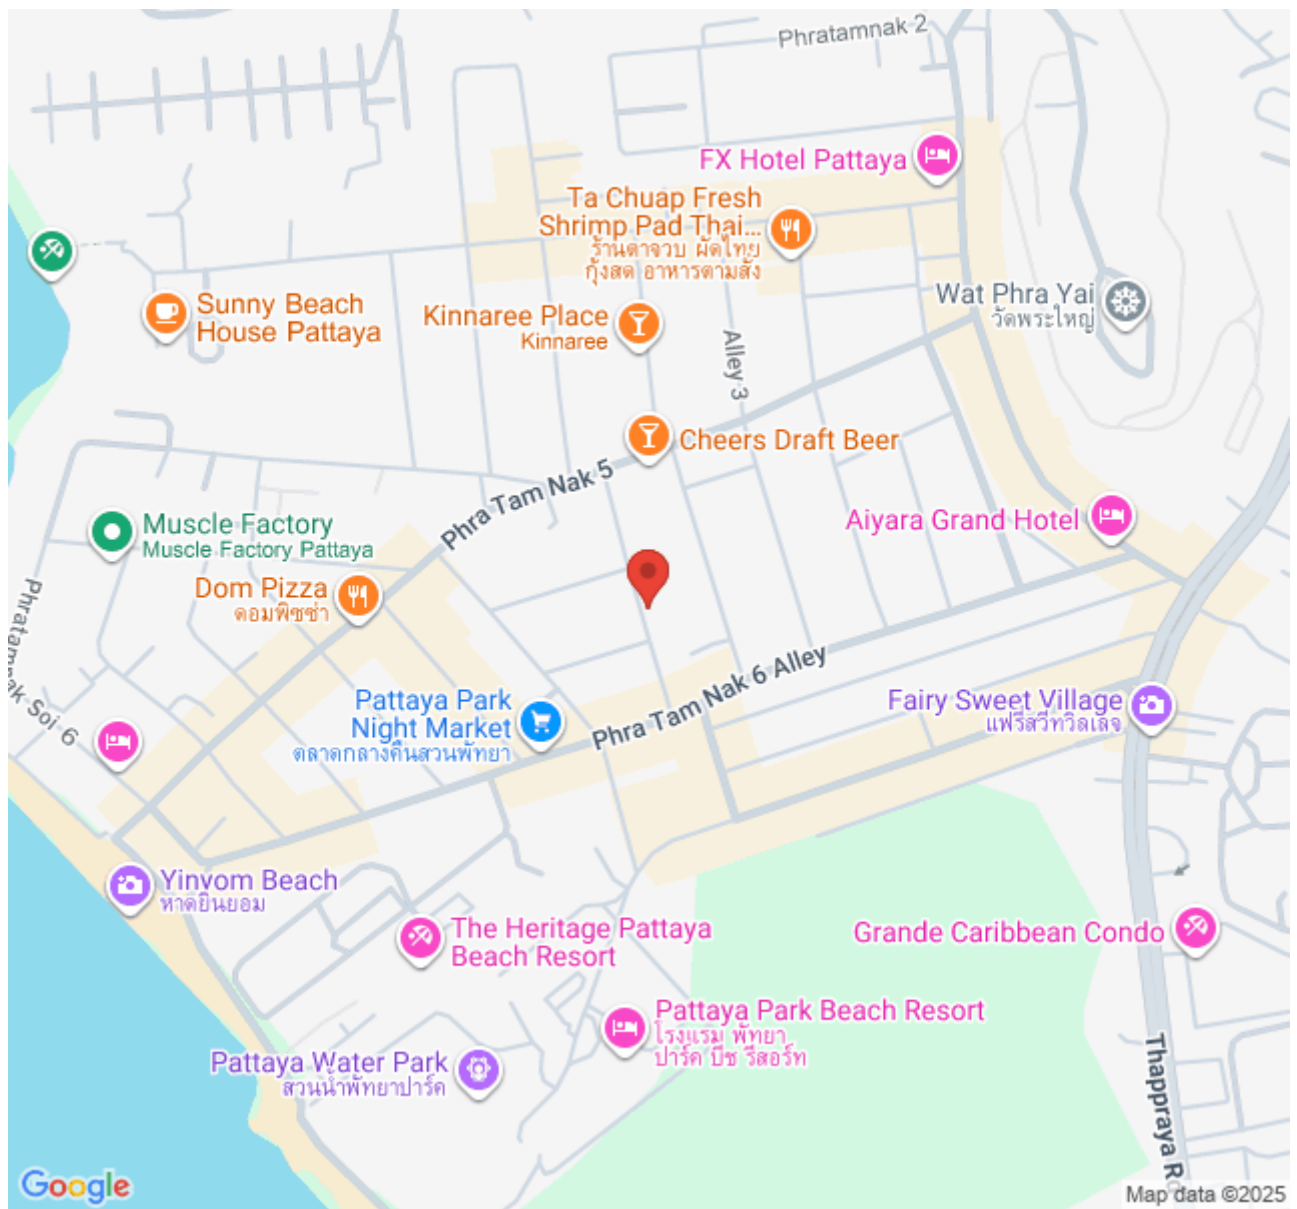 Phratamnak 2
FX Hotel Pattaya
Ta Chuap Fresh
Shrimp Pad Thai...
ร้านตาจวบ ผัดไทย
กุ้งสด อาหารตามสั่ง
Wat Phra Yai
วัดพระใหญ่
Sunny Beach
House Pattaya
Kinnaree Place
Kinnaree
Alley 3
Cheers Draft Beer
Phra Tam Nak 5
Muscle Factory
Muscle Factory Pattaya
Aiyara Grand Hotel
Dom Pizza
ดอมพิซซ่า
Phratamnak Soi 6
Phra Tam Nak 6 Alley
Pattaya Park
Night Market
ตลาดกลางคืนสวนพัทยา
Fairy Sweet Village
แฟรีสวีทวิลเลจ
Yinyom Beach
หาดยินยอม
The Heritage Pattaya
Beach Resort
Grande Caribbean Condo
Pattaya Park Beach Resort
โรงแรม พัทยา
ปาร์ค บีช รีสอร์ท
Pattaya Water Park
สวนน้ำพัทยาปาร์ค
Thappraya Rd
Google
Map data ©2025